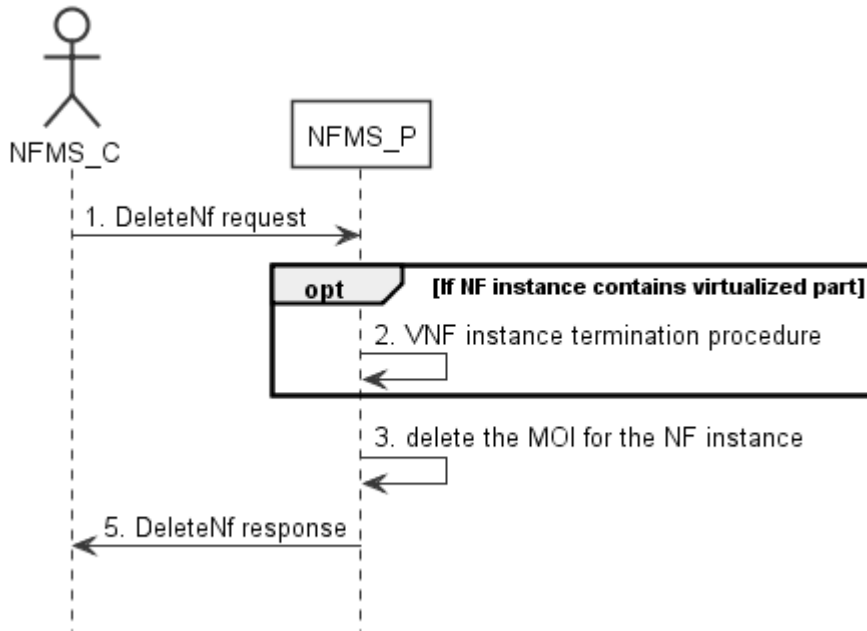 NFMS_C
NFMS_P
1. DeleteNf request
opt [If NF instance contains virtualized part]
2. VNF instance termination procedure
3. delete the MOI for the NF instance
5. DeleteNf response